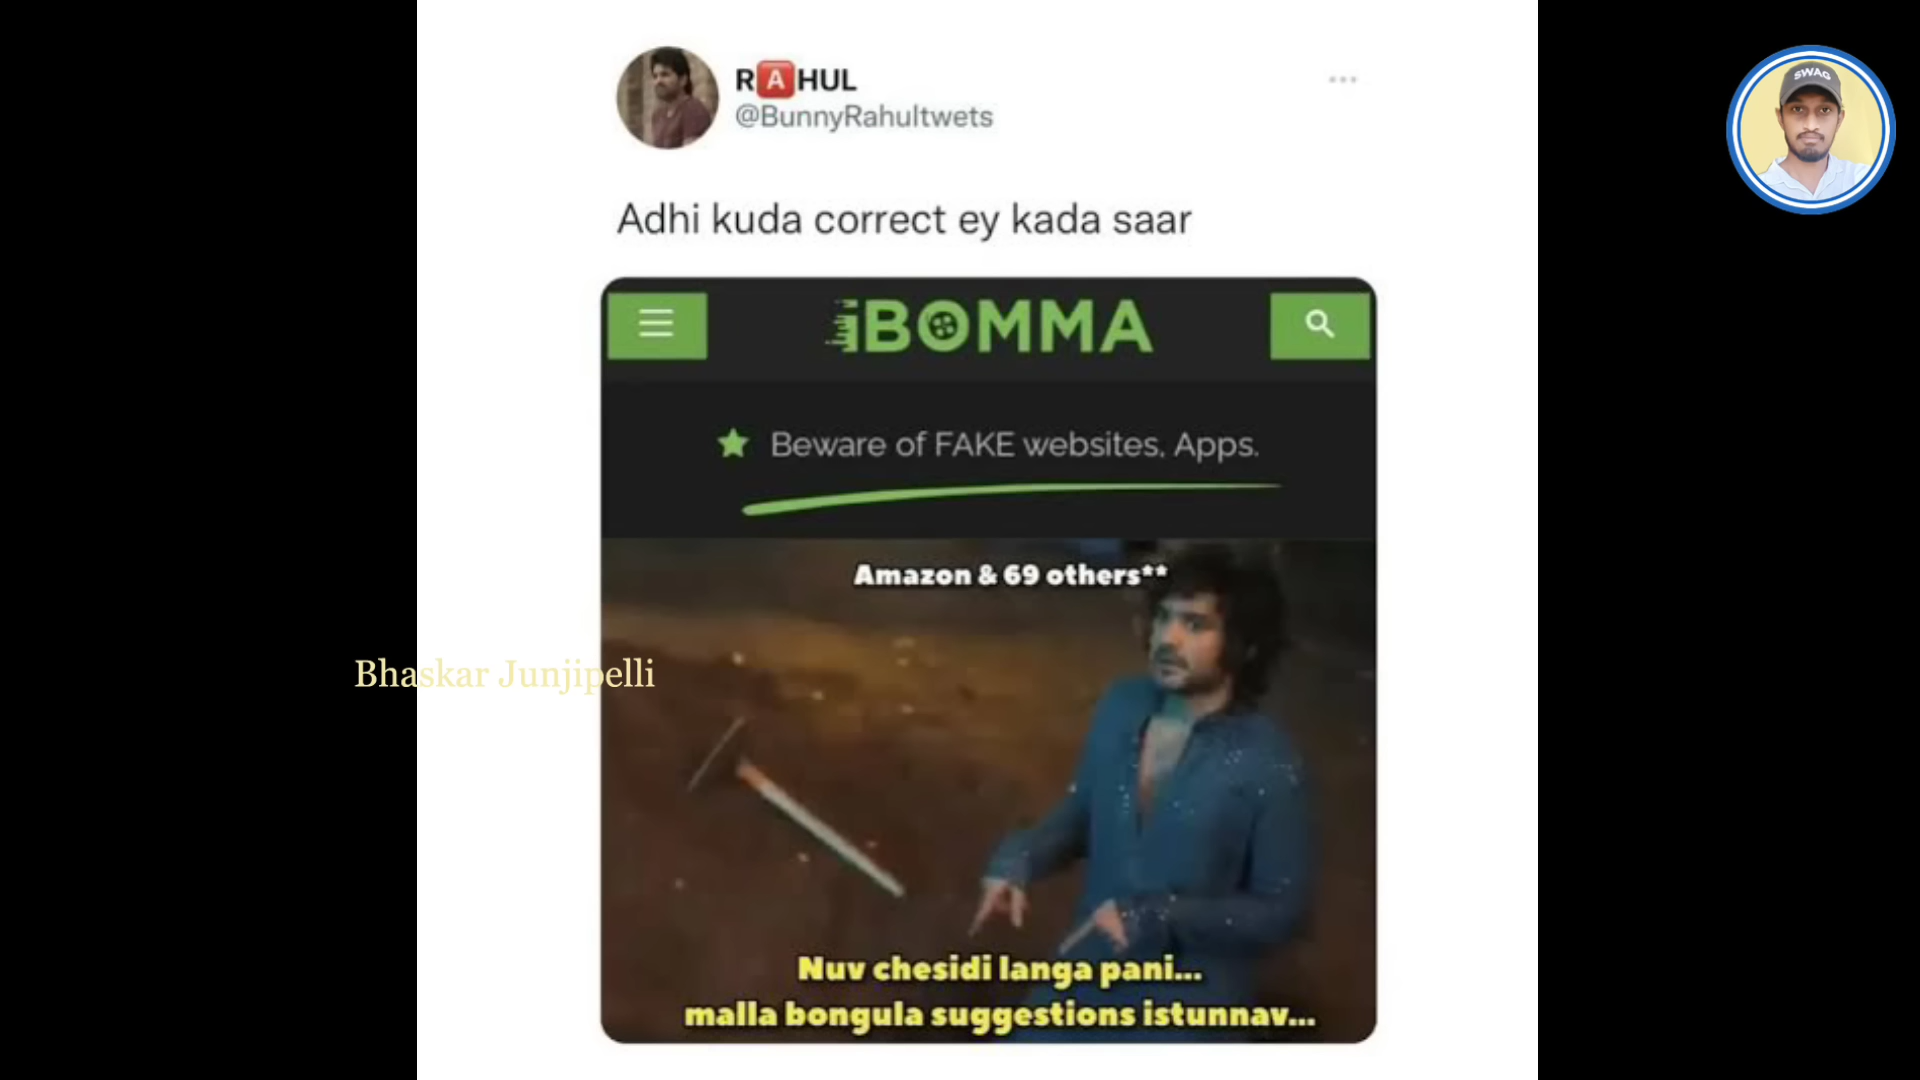 RAHUL
@BunnyRahultwets
SWAG
Adhi kuda correct ey kada saar
iBOMMA
Beware of FAKE websites, Apps.
Amazon & 69 others**
Bhaskar Junjipelli
Nuv chesidi langa pani...
malla bongula suggestions istunnav...